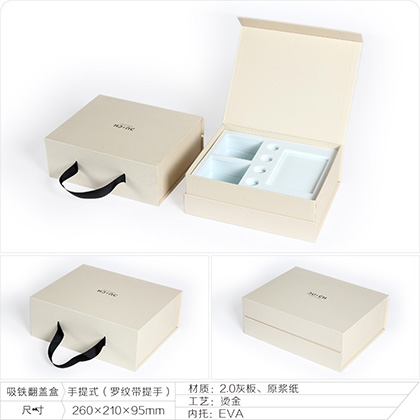 吸铁翻盖盒
手提式（罗纹带提手）
尺寸
260×210×95mm
材质：2.0灰板、原浆纸
工艺：烫金
内托：EVA